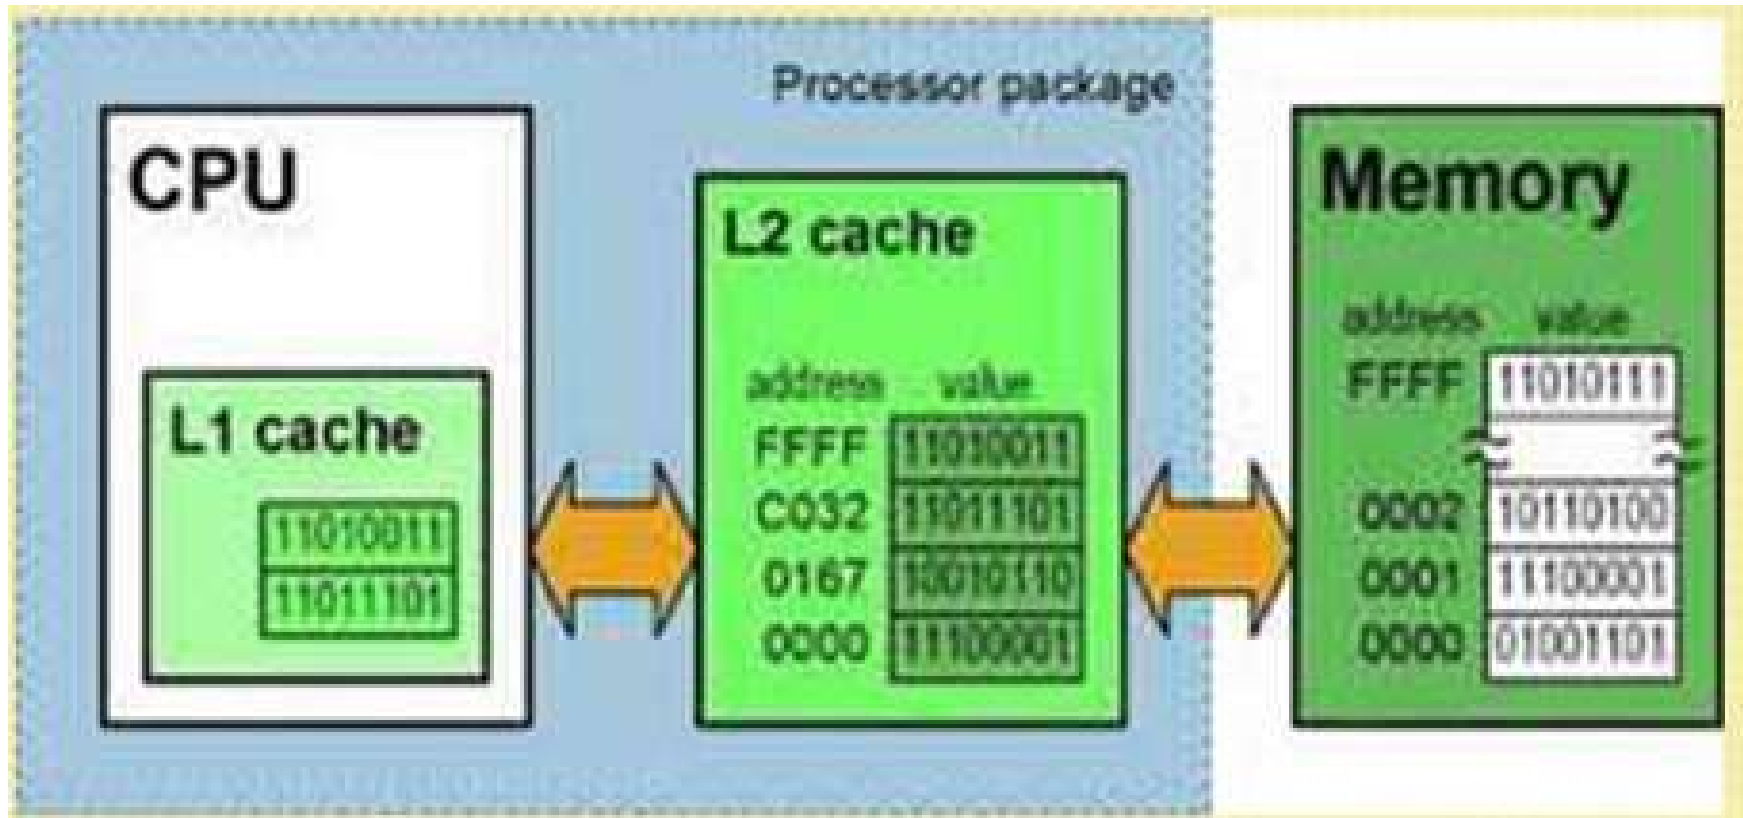 Processor package
CPU
L1 cache
11010011
11011101
L2 cache
address value
FFFF 11010011
C032 11011101
0167 10010110
0000 11100001
Memory
address value
FFFF 11010111
0002 10110100
0001 11100001
0000 01001101